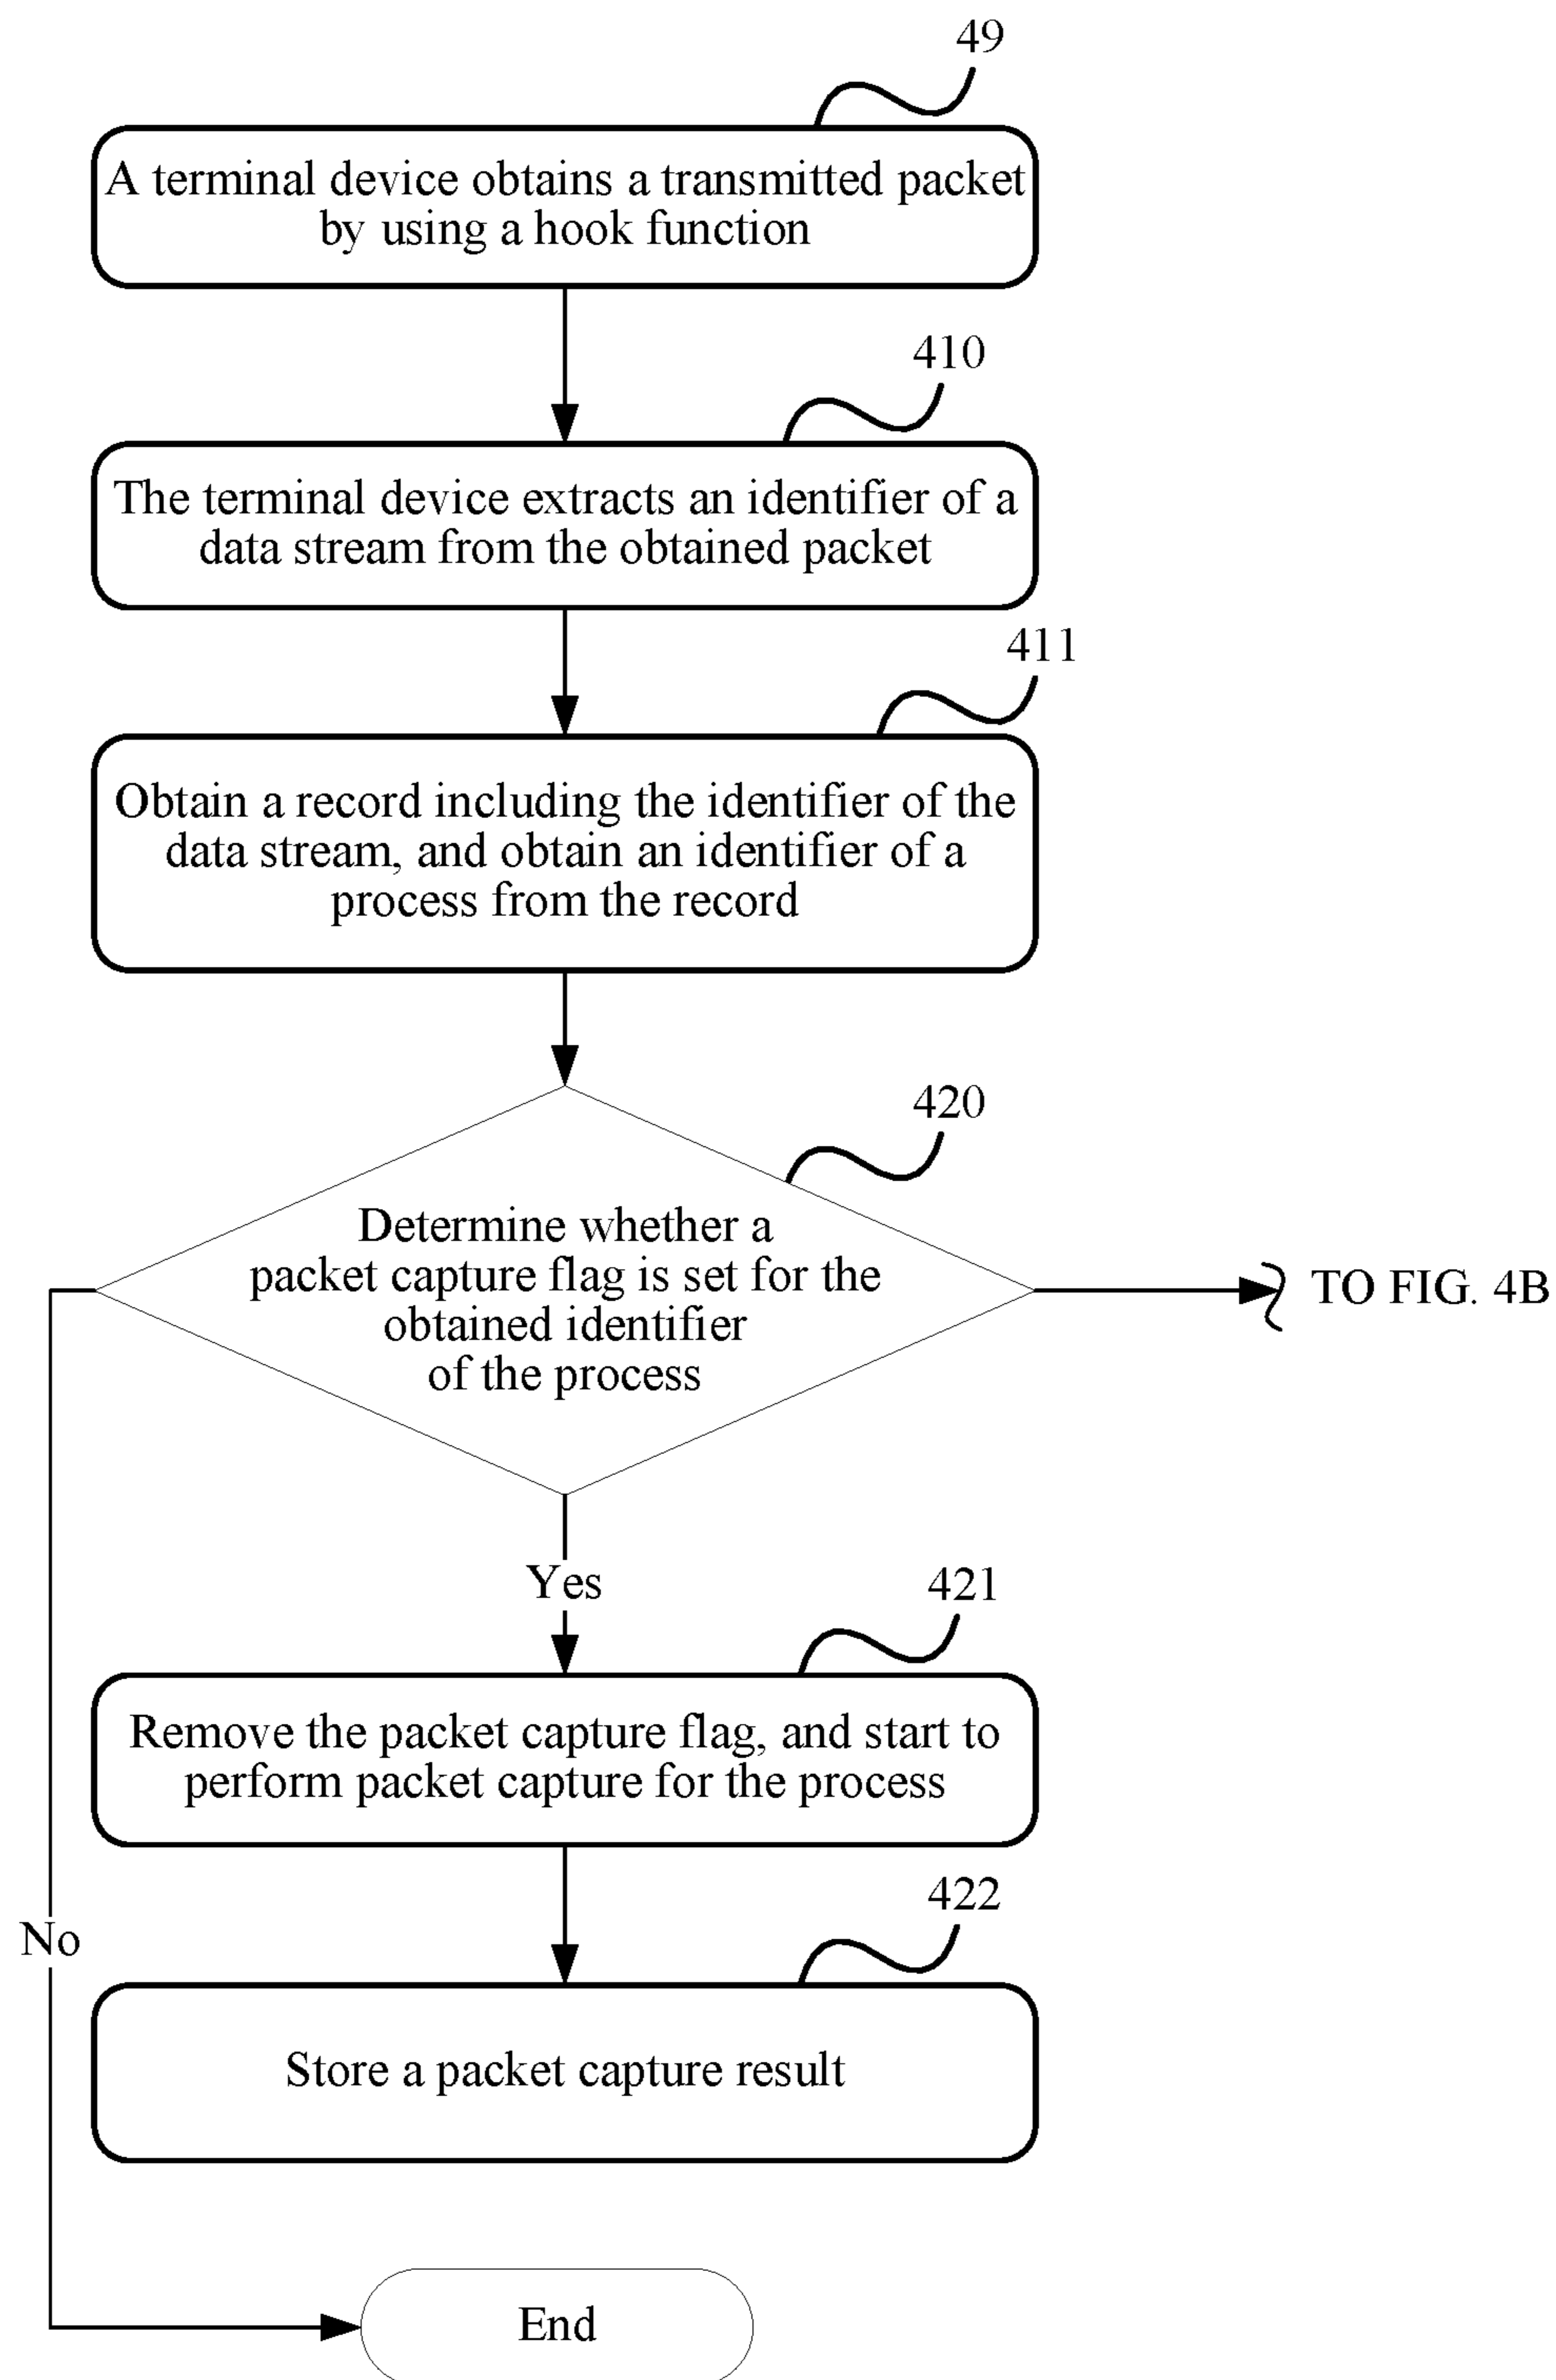 49
A terminal device obtains a transmitted packet
by using a hook function
410
The terminal device extracts an identifier of a
data stream from the obtained packet
411
Obtain a record including the identifier of the
data stream, and obtain an identifier of a
process from the record
420
Determine whether a
packet capture flag is set for the
obtained identifier
of the process
TO FIG. 4B
Yes
421
Remove the packet capture flag, and start to
perform packet capture for the process
422
No
Store a packet capture result
End